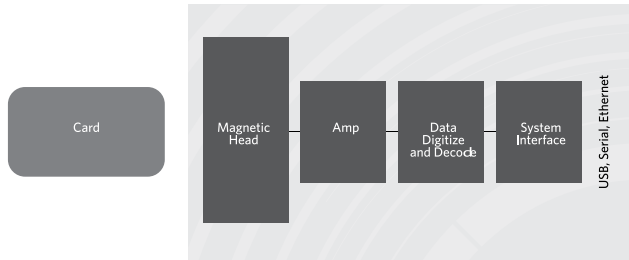 Card
Magnetic
Head
Amp
Data
Digitize
and Decode
System
Interface
USB, Serial, Ethernet